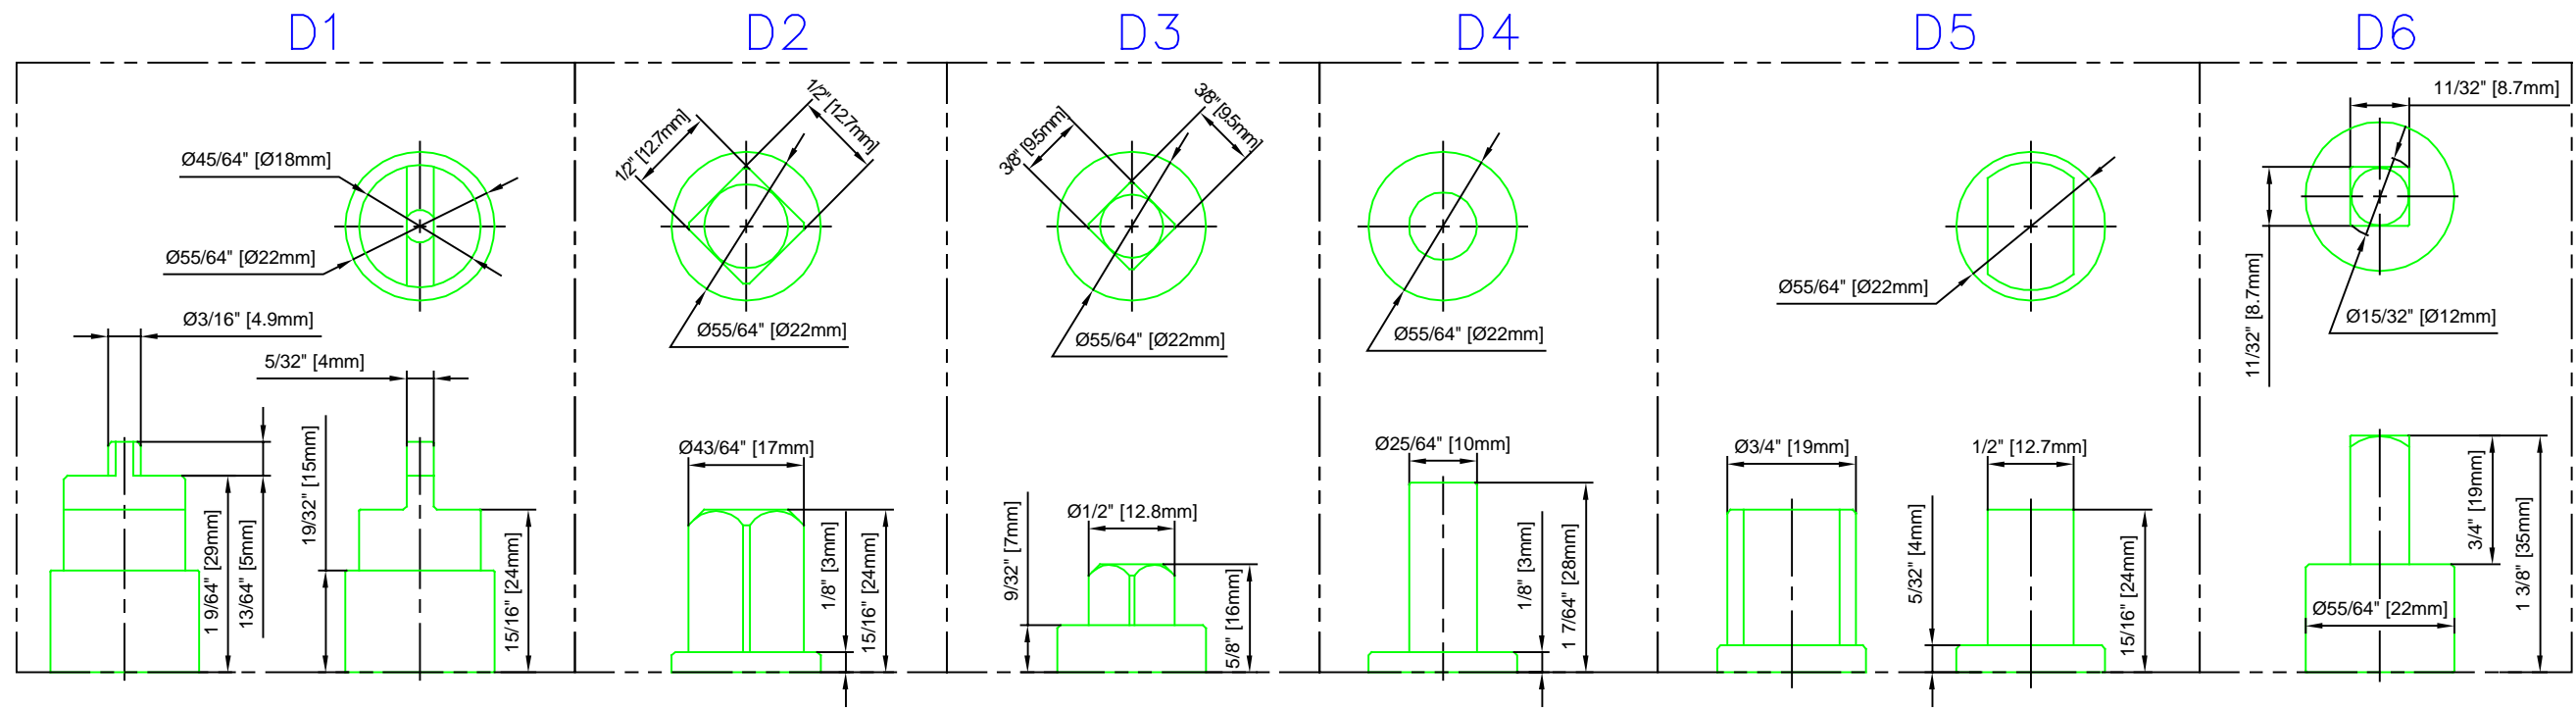 D1
D2
D3
D4
D5
D6
Ø45/64" [Ø18mm]
Ø55/64" [Ø22mm]
Ø3/16" [4.9mm]
5/32" [4mm]
19/32" [15mm]
1 9/64" [29mm]
13/64" [5mm]
15/16" [24mm]
1/2" [12.7mm]
1/2" [12.7mm]
Ø55/64" [Ø22mm]
Ø43/64" [17mm]
1/8" [3mm]
15/16" [24mm]
3/8" [9.5mm]
3/8" [9.5mm]
Ø55/64" [Ø22mm]
9/32" [7mm]
Ø1/2" [12.8mm]
5/8" [16mm]
Ø55/64" [Ø22mm]
Ø25/64" [10mm]
1/8" [3mm]
1 7/64" [28mm]
Ø55/64" [Ø22mm]
Ø3/4" [19mm]
1/2" [12.7mm]
5/32" [4mm]
15/16" [24mm]
11/32" [8.7mm]
11/32" [8.7mm]
Ø15/32" [Ø12mm]
3/4" [19mm]
1 3/8" [35mm]
Ø55/64" [22mm]